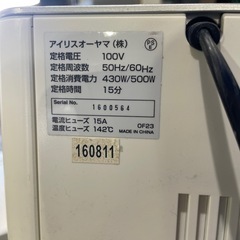 アイリスオーヤマ（株）
定格電圧 100V
定格周波数 50Hz/60Hz
定格消費電力 430W/500W
定格時間 15分
Serial No. 1600564
電流ヒューズ 15A
温度ヒューズ 142℃
OF23
MADE IN CHINA
160811